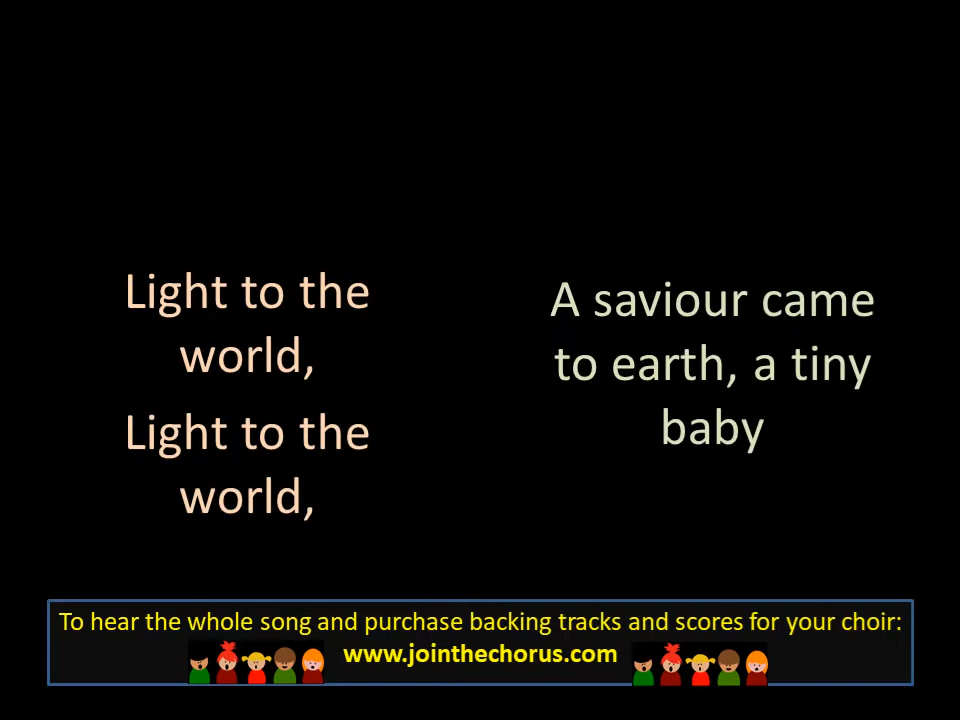 Light to the
world,
Light to the
world,
A saviour came
to earth, a tiny
baby
To hear the whole song and purchase backing tracks and scores for your choir:
www.jointhechorus.com